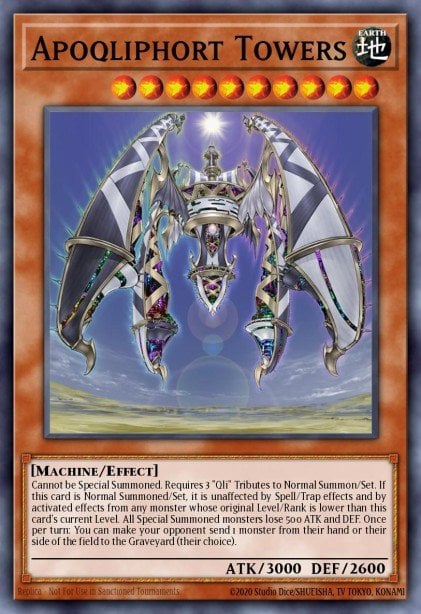 APOQLIPHORT TOWERS
EARTH
地
[MACHINE/EFFECT]
Cannot be Special Summoned. Requires 3 "Qli" Tributes to Normal Summon/Set. If
this card is Normal Summoned/Set, it is unaffected by Spell/Trap effects and by
activated effects from any monster whose original Level/Rank is lower than this
card's current Level. All Special Summoned monsters lose 500 ATK and DEF. Once
per turn: You can make your opponent send 1 monster from their hand or their
side of the field to the Graveyard (their choice).
ATK/3000 DEF/2600
Replica - Not For Use in Sanctioned Tournaments
©2020 Studio Dice/SHUEISHA, TV TOKYO, KONAMI